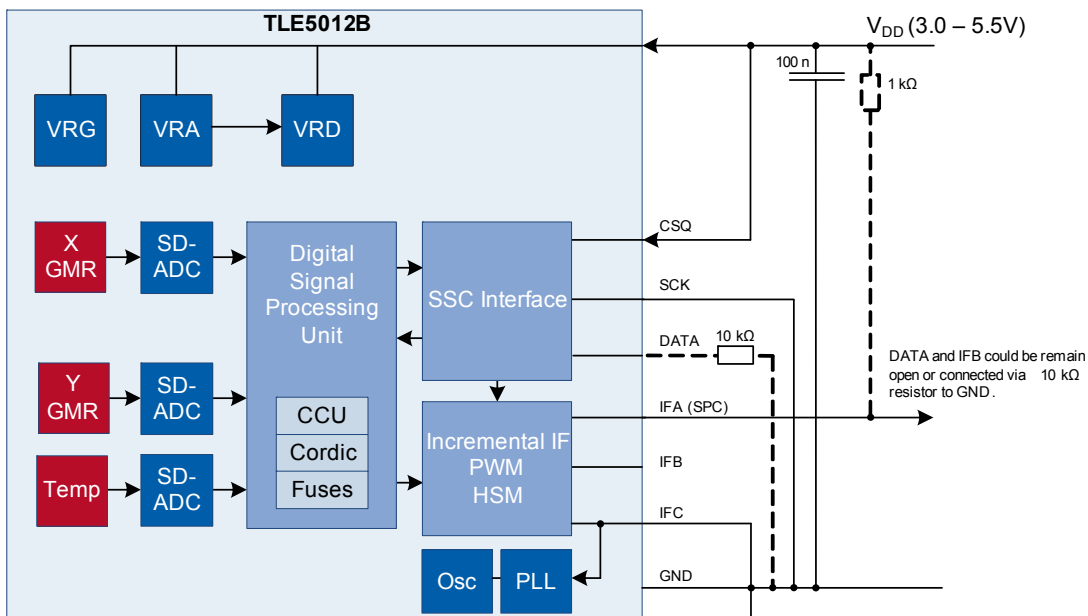 TLE5012B
V_DD (3.0 – 5.5V)
100 n
1 kΩ
VRG
VRA
VRD
X
GMR
SD-
ADC
Digital
Signal
Processing
Unit
SSC Interface
CSQ
SCK
DATA
10 kΩ
DATA and IFB could be remain
open or connected via 10 kΩ
resistor to GND.
Y
GMR
SD-
ADC
CCU
Cordic
Fuses
Incremental IF
PWM
HSM
IFA (SPC)
IFB
IFC
Temp
SD-
ADC
Osc
PLL
GND